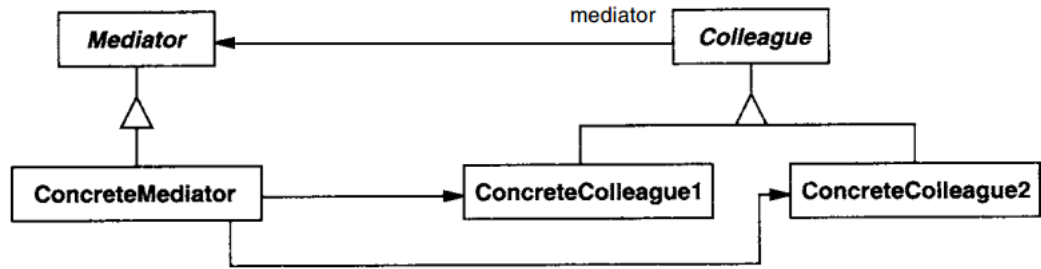 mediator
Mediator
Colleague
ConcreteMediator
ConcreteColleague1
ConcreteColleague2